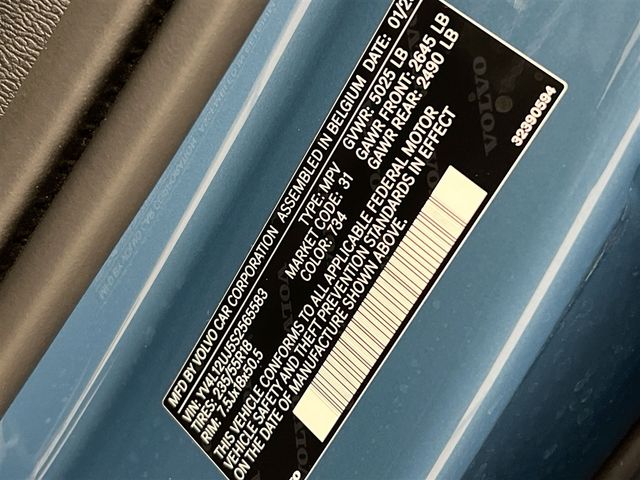 MFD BY VOLVO CAR CORPORATION ASSEMBLED IN BELGIUM DATE:
VIN: YV4L12UJ5S2565583 TYPE: MPV GVWR: 5025 LB
TIRES: 235/55R18 MARKET CODE: 31 GAWR FRONT: 2645 LB
RIM: 7.5JX18x50.5 COLOR: 734 GAWR REAR: 2490 LB
THIS VEHICLE CONFORMS TO ALL APPLICABLE FEDERAL MOTOR
VEHICLE SAFETY AND THEFT PREVENTION STANDARDS IN EFFECT
ON THE DATE OF MANUFACTURE SHOWN ABOVE.
VOLVO
32390594